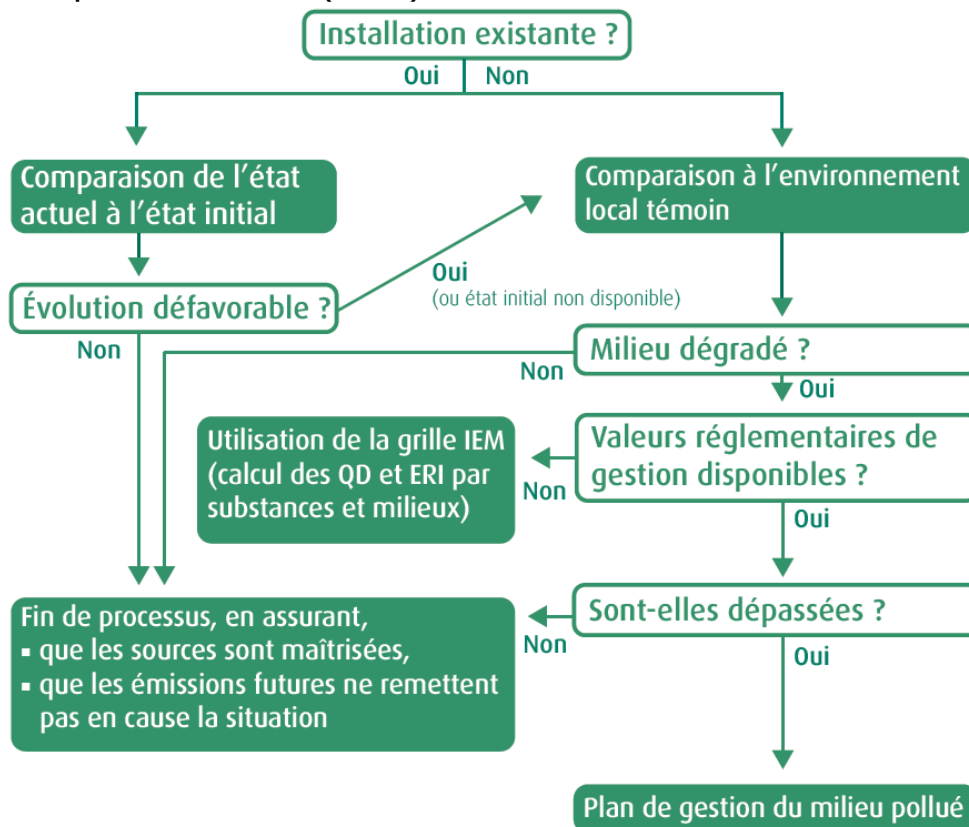 Installation existante ?
Oui
Non
Comparaison de l'état
actuel à l'état initial
Comparaison à l'environnement
local témoin
Oui
(ou état initial non disponible)
Évolution défavorable ?
Non
Milieu dégradé ?
Non
Oui
Utilisation de la grille IEM
(calcul des QD et ERI par
substances et milieux)
Valeurs réglementaires de
gestion disponibles ?
Non
Oui
Fin de processus, en assurant,
▪ que les sources sont maîtrisées,
▪ que les émissions futures ne remettent
pas en cause la situation
Sont-elles dépassées ?
Non
Oui
Plan de gestion du milieu pollué